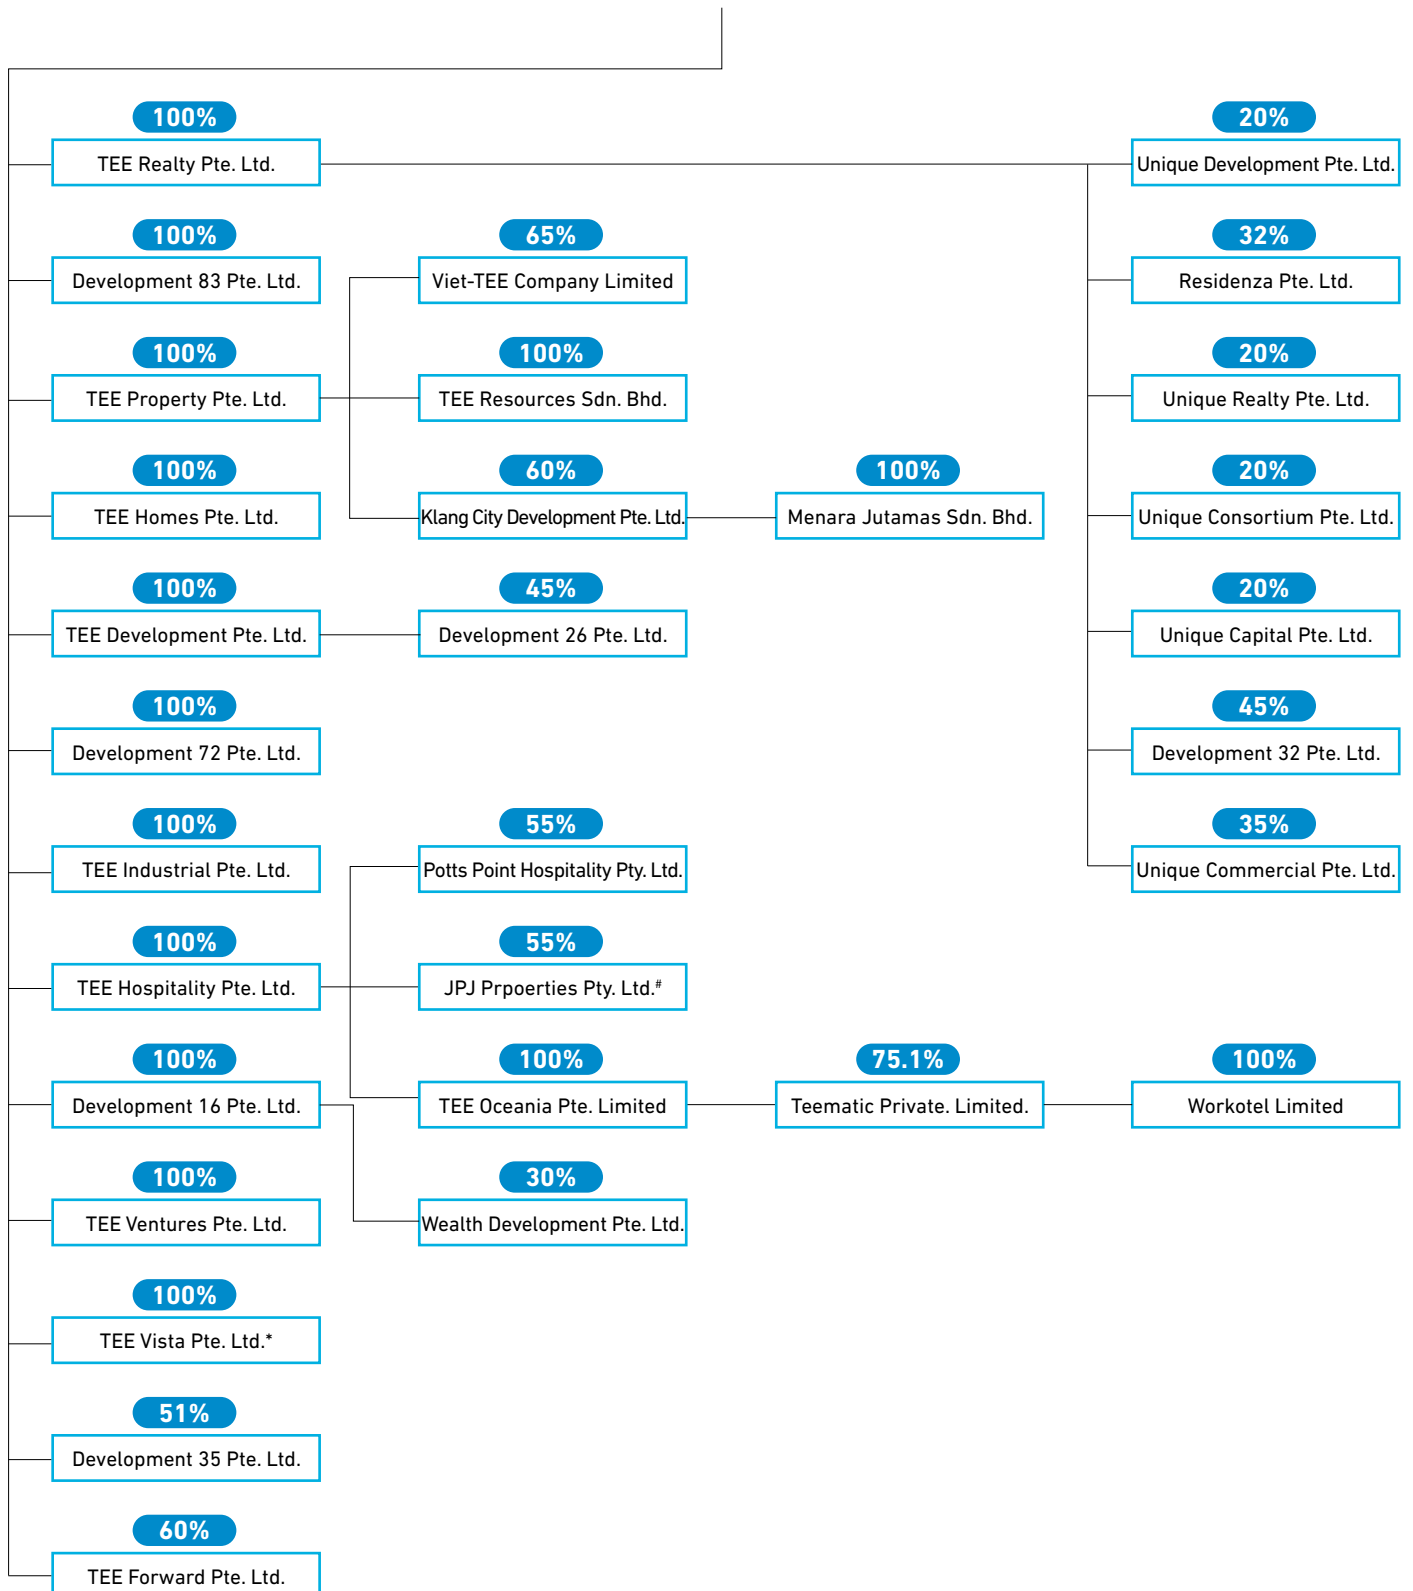 100%
TEE Realty Pte. Ltd.
20%
Unique Development Pte. Ltd.
100%
Development 83 Pte. Ltd.
65%
Viet-TEE Company Limited
32%
Residenza Pte. Ltd.
100%
TEE Property Pte. Ltd.
100%
TEE Resources Sdn. Bhd.
20%
Unique Realty Pte. Ltd.
100%
TEE Homes Pte. Ltd.
60%
Klang City Development Pte. Ltd.
100%
Menara Jutamas Sdn. Bhd.
20%
Unique Consortium Pte. Ltd.
100%
TEE Development Pte. Ltd.
45%
Development 26 Pte. Ltd.
20%
Unique Capital Pte. Ltd.
100%
Development 72 Pte. Ltd.
45%
Development 32 Pte. Ltd.
100%
TEE Industrial Pte. Ltd.
55%
Potts Point Hospitality Pty. Ltd.
35%
Unique Commercial Pte. Ltd.
100%
TEE Hospitality Pte. Ltd.
55%
JPJ Prpoerties Pty. Ltd.#
100%
Development 16 Pte. Ltd.
100%
TEE Oceania Pte. Limited
75.1%
Teematic Private. Limited.
100%
Workotel Limited
100%
TEE Ventures Pte. Ltd.
30%
Wealth Development Pte. Ltd.
100%
TEE Vista Pte. Ltd.*
51%
Development 35 Pte. Ltd.
60%
TEE Forward Pte. Ltd.